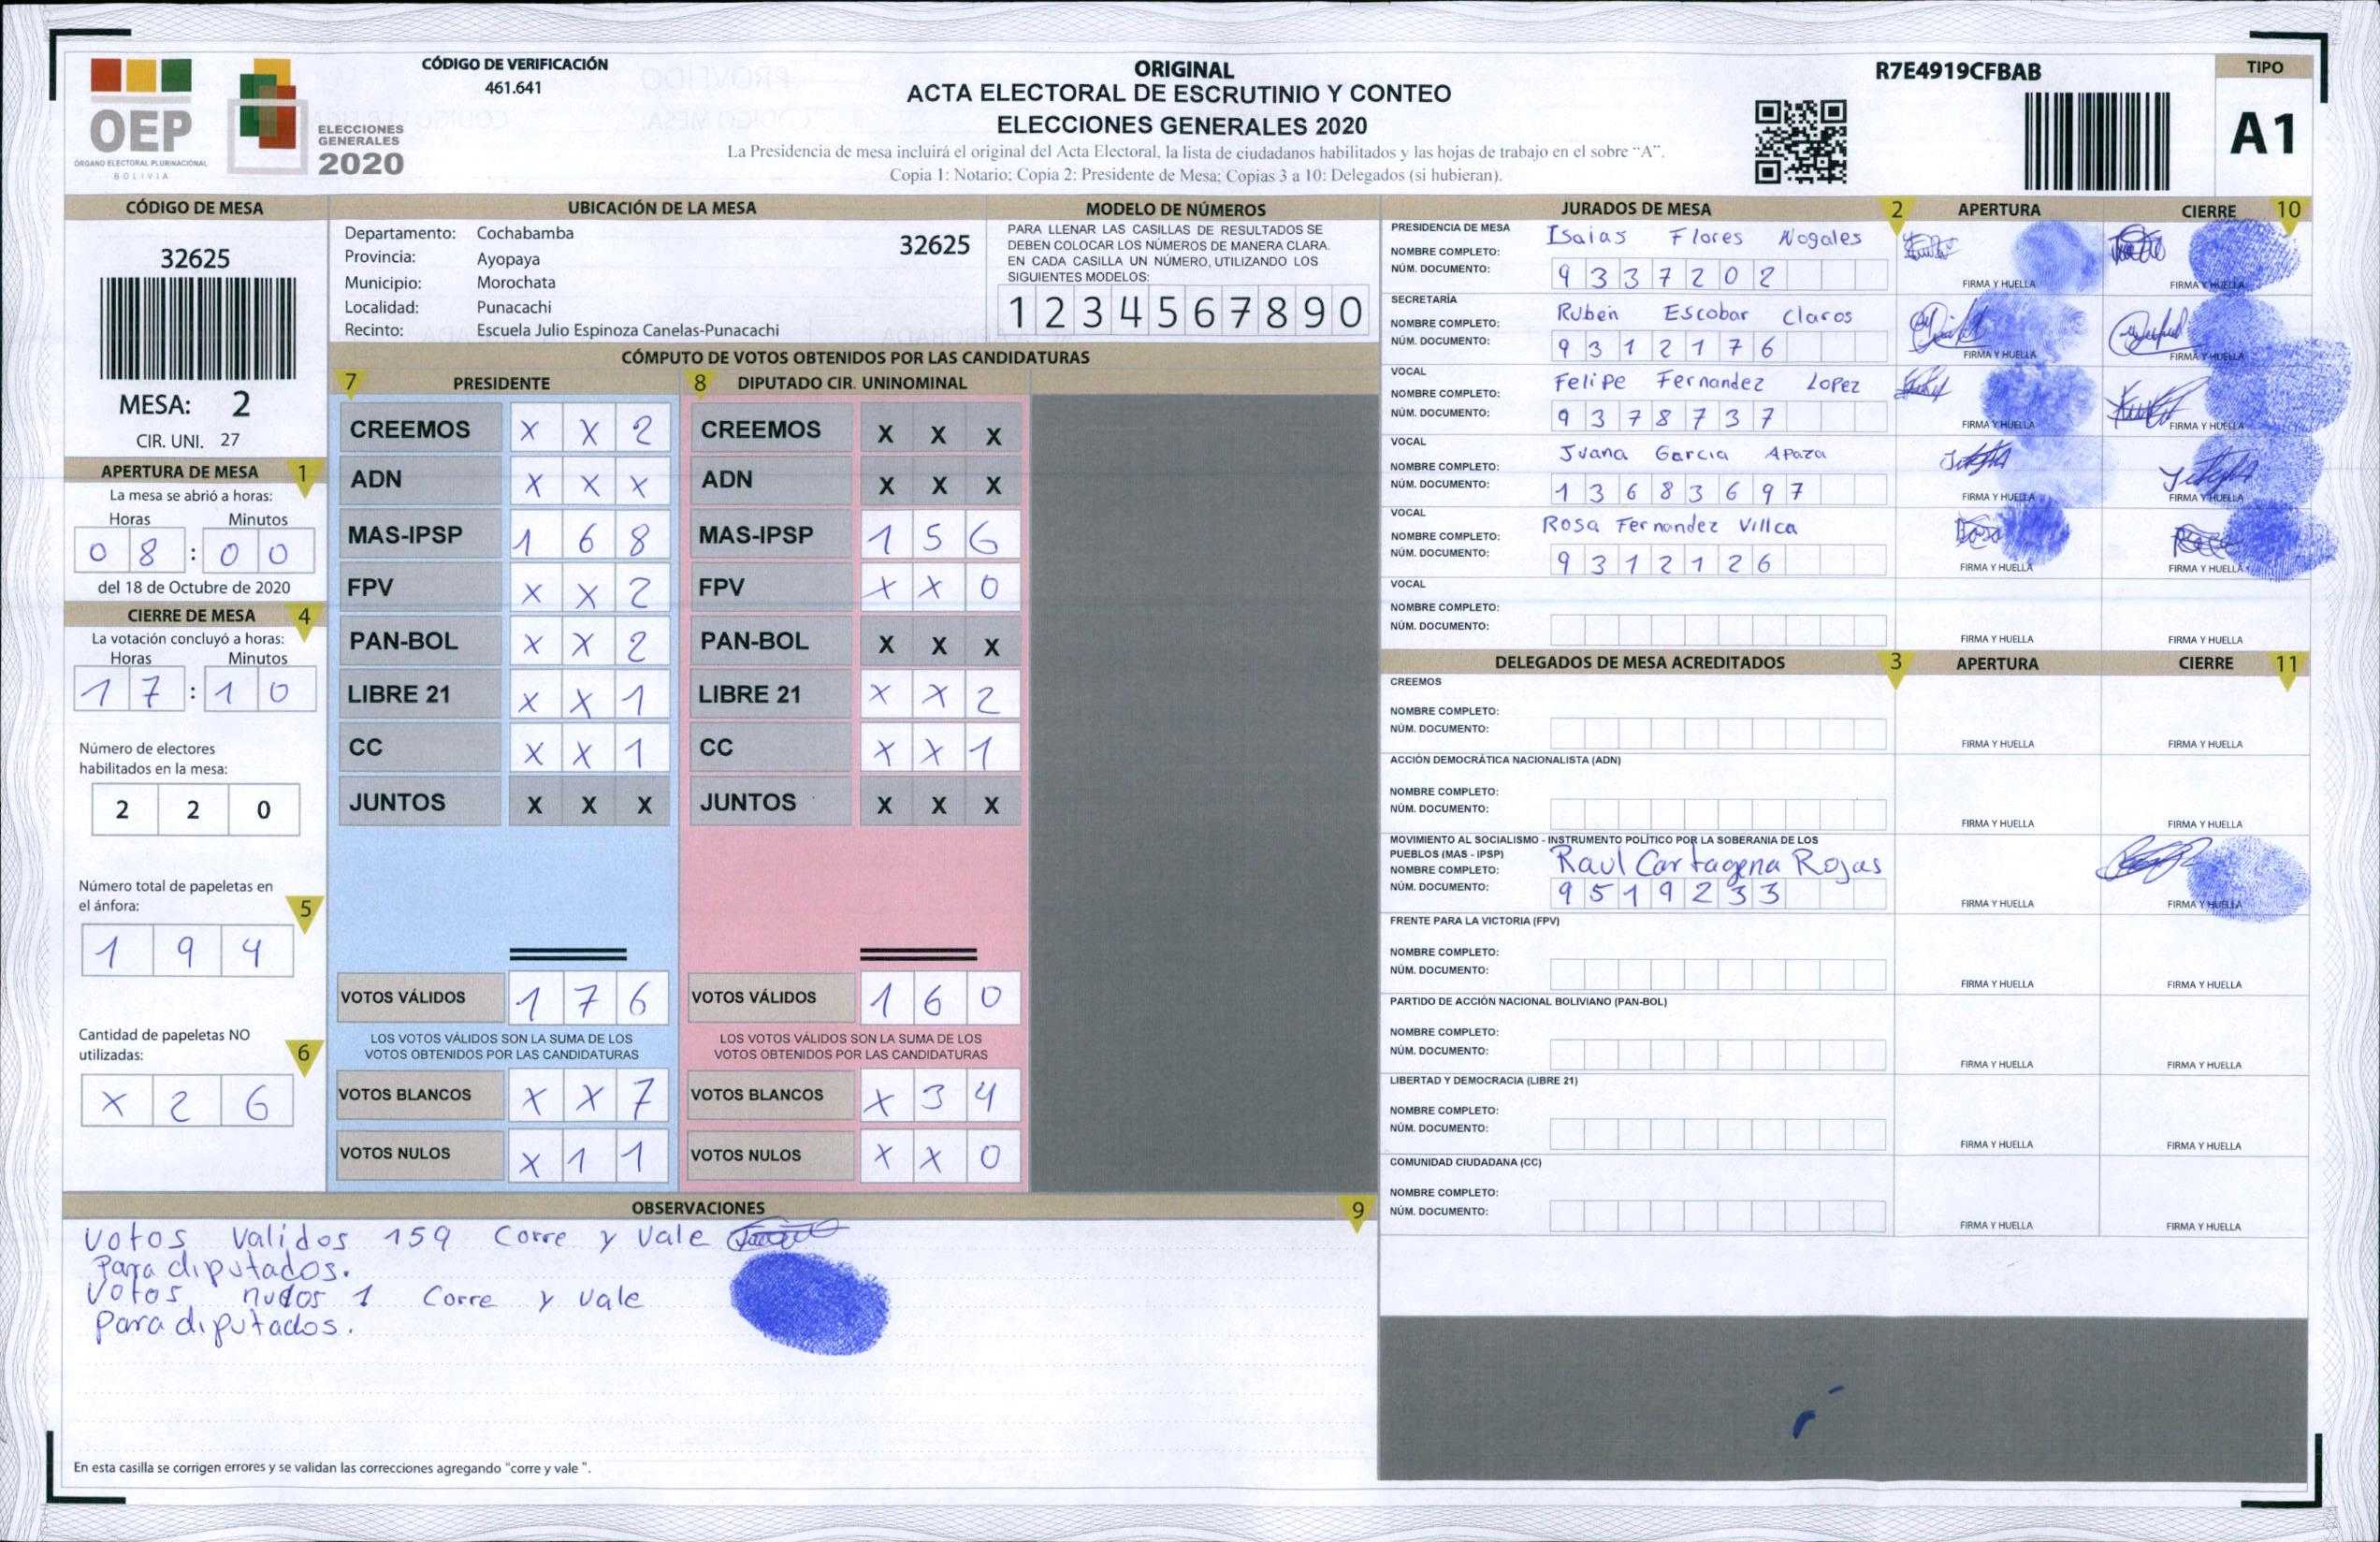 OEP
ÓRGANO ELECTORAL PLURINACIONAL
BOLIVIA
ELECCIONES
GENERALES
2020
CÓDIGO DE VERIFICACIÓN
461.641
ORIGINAL
ACTA ELECTORAL DE ESCRUTINIO Y CONTEO
ELECCIONES GENERALES 2020
La Presidencia de mesa incluirá el original del Acta Electoral, la lista de ciudadanos habilitados y las hojas de trabajo en el sobre "A".
Copia 1: Notario; Copia 2: Presidente de Mesa; Copias 3 a 10: Delegados (si hubieran).
R7E4919CFBAB
TIPO
A1
CÓDIGO DE MESA
32625
MESA: 2
CIR. UNI. 27
APERTURA DE MESA 1
La mesa se abrió a horas:
Horas Minutos
0 8 : 0 0
del 18 de Octubre de 2020
CIERRE DE MESA 4
La votación concluyó a horas:
Horas Minutos
1 7 : 1 0
Número de electores
habilitados en la mesa:
2 2 0
Número total de papeletas en
el ánfora:
5
1 9 4
Cantidad de papeletas NO
utilizadas:
6
X 2 6
UBICACIÓN DE LA MESA
Departamento: Cochabamba
32625
Provincia: Ayopaya
Municipio: Morochata
Localidad: Punacachi
Recinto: Escuela Julio Espinoza Canelas-Punacachi
MODELO DE NÚMEROS
PARA LLENAR LAS CASILLAS DE RESULTADOS SE
DEBEN COLOCAR LOS NÚMEROS DE MANERA CLARA.
EN CADA CASILLA UN NÚMERO, UTILIZANDO LOS
SIGUIENTES MODELOS:
1 2 3 4 5 6 7 8 9 0
CÓMPUTO DE VOTOS OBTENIDOS POR LAS CANDIDATURAS
7 PRESIDENTE 8 DIPUTADO CIR. UNINOMINAL
CREEMOS X X 2 CREEMOS X X X
ADN X X X ADN X X X
MAS-IPSP 1 6 8 MAS-IPSP 1 5 6
FPV X X 2 FPV X X 0
PAN-BOL X X 2 PAN-BOL X X X
LIBRE 21 X X 1 LIBRE 21 X X 2
CC X X 1 CC X X 1
JUNTOS X X X JUNTOS X X X
VOTOS VÁLIDOS 1 7 6 VOTOS VÁLIDOS 1 6 0
LOS VOTOS VÁLIDOS SON LA SUMA DE LOS LOS VOTOS VÁLIDOS SON LA SUMA DE LOS
VOTOS OBTENIDOS POR LAS CANDIDATURAS VOTOS OBTENIDOS POR LAS CANDIDATURAS
VOTOS BLANCOS X X 7 VOTOS BLANCOS X 3 4
VOTOS NULOS X 1 1 VOTOS NULOS X X 0
OBSERVACIONES 9
Votos validos 159 Corre y Vale
Para diputados.
Votos nudos 1 Corre y Vale
Para diputados.
En esta casilla se corrigen errores y se validan las correcciones agregando "corre y vale ".
JURADOS DE MESA 2 APERTURA CIERRE 10
PRESIDENCIA DE MESA
Isaias Flores Nogales
NOMBRE COMPLETO:
NÚM. DOCUMENTO: 9 3 3 7 2 0 2
FIRMA Y HUELLA FIRMA Y HUELLA
SECRETARÍA
Ruben Escobar Claros
NOMBRE COMPLETO:
NÚM. DOCUMENTO: 9 3 1 2 1 7 6
FIRMA Y HUELLA FIRMA Y HUELLA
VOCAL
Felipe Fernandez Lopez
NOMBRE COMPLETO:
NÚM. DOCUMENTO: 9 3 7 8 7 3 7
FIRMA Y HUELLA FIRMA Y HUELLA
VOCAL
Juana Garcia Apaza
NOMBRE COMPLETO:
NÚM. DOCUMENTO: 1 3 6 8 3 6 9 7
FIRMA Y HUELLA FIRMA Y HUELLA
VOCAL
Rosa Fernandez Villca
NOMBRE COMPLETO:
NÚM. DOCUMENTO: 9 3 1 2 1 2 6
FIRMA Y HUELLA FIRMA Y HUELLA
VOCAL
NOMBRE COMPLETO:
NÚM. DOCUMENTO:
FIRMA Y HUELLA FIRMA Y HUELLA
DELEGADOS DE MESA ACREDITADOS 3 APERTURA CIERRE 11
CREEMOS
NOMBRE COMPLETO:
NÚM. DOCUMENTO:
FIRMA Y HUELLA FIRMA Y HUELLA
ACCIÓN DEMOCRÁTICA NACIONALISTA (ADN)
NOMBRE COMPLETO:
NÚM. DOCUMENTO:
FIRMA Y HUELLA FIRMA Y HUELLA
MOVIMIENTO AL SOCIALISMO - INSTRUMENTO POLÍTICO POR LA SOBERANIA DE LOS
PUEBLOS (MAS - IPSP)
NOMBRE COMPLETO: Raul Cartagena Rojas
NÚM. DOCUMENTO: 9 5 1 9 2 3 3
FIRMA Y HUELLA FIRMA Y HUELLA
FRENTE PARA LA VICTORIA (FPV)
NOMBRE COMPLETO:
NÚM. DOCUMENTO:
FIRMA Y HUELLA FIRMA Y HUELLA
PARTIDO DE ACCIÓN NACIONAL BOLIVIANO (PAN-BOL)
NOMBRE COMPLETO:
NÚM. DOCUMENTO:
FIRMA Y HUELLA FIRMA Y HUELLA
LIBERTAD Y DEMOCRACIA (LIBRE 21)
NOMBRE COMPLETO:
NÚM. DOCUMENTO:
FIRMA Y HUELLA FIRMA Y HUELLA
COMUNIDAD CIUDADANA (CC)
NOMBRE COMPLETO:
NÚM. DOCUMENTO:
FIRMA Y HUELLA FIRMA Y HUELLA